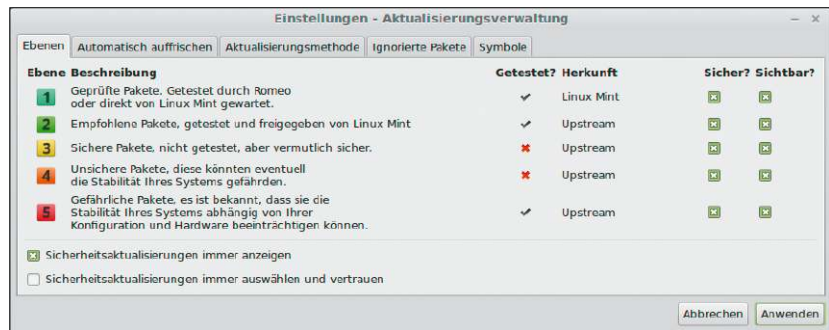 Einstellungen - Aktualisierungsverwaltung
Ebenen Automatisch auffrischen Aktualisierungsmethode Ignorierte Pakete Symbole
Ebene Beschreibung Getestet? Herkunft Sicher? Sichtbar?
1 Geprüfte Pakete. Getestet durch Romeo
oder direkt von Linux Mint gewartet. Linux Mint
2 Empfohlene Pakete, getestet und freigegeben von Linux Mint Upstream
3 Sichere Pakete, nicht getestet, aber vermutlich sicher. Upstream
4 Unsichere Pakete, diese könnten eventuell
die Stabilität Ihres Systems gefährden. Upstream
5 Gefährliche Pakete, es ist bekannt, dass sie die
Stabilität Ihres Systems abhängig von Ihrer
Konfiguration und Hardware beeinträchtigen können. Upstream
Sicherheitsaktualisierungen immer anzeigen
Sicherheitsaktualisierungen immer auswählen und vertrauen
Abbrechen Anwenden